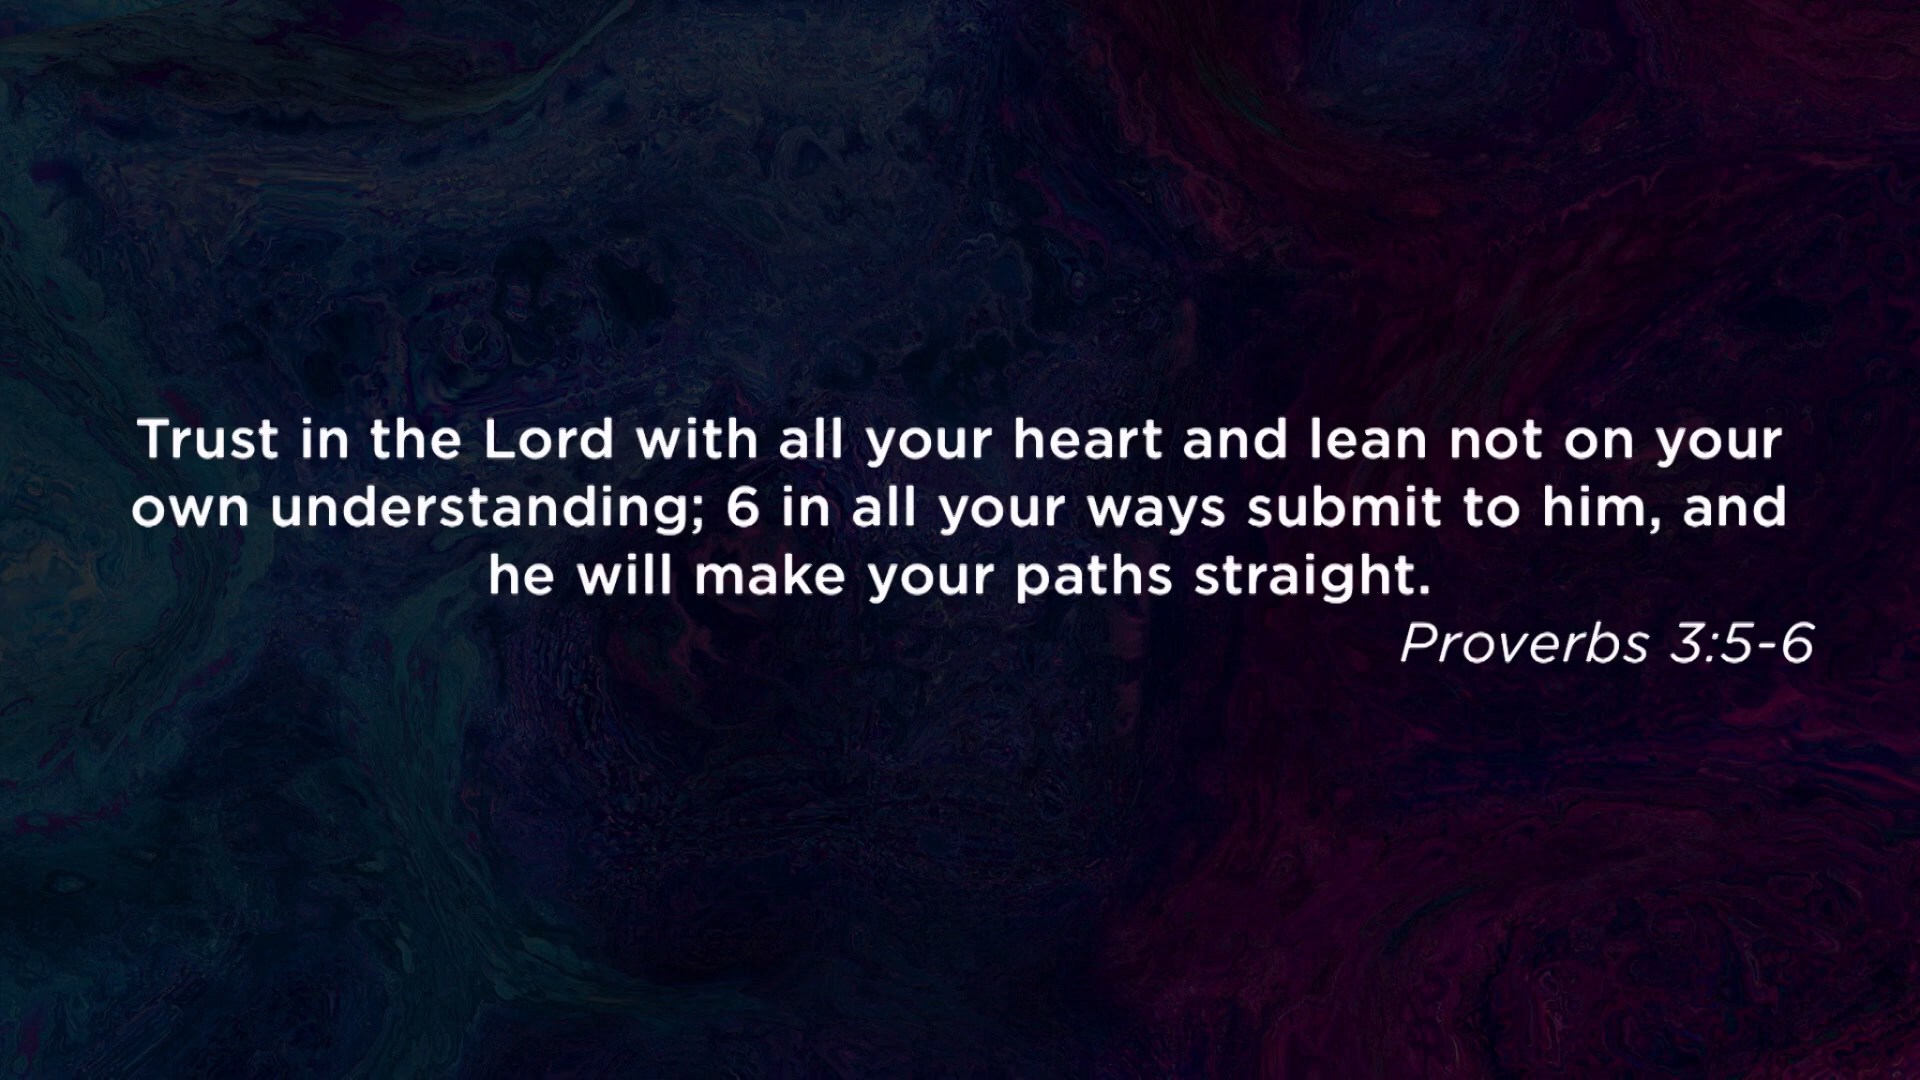 Trust in the Lord with all your heart and lean not on your
own understanding; 6 in all your ways submit to him, and
he will make your paths straight.
Proverbs 3:5-6